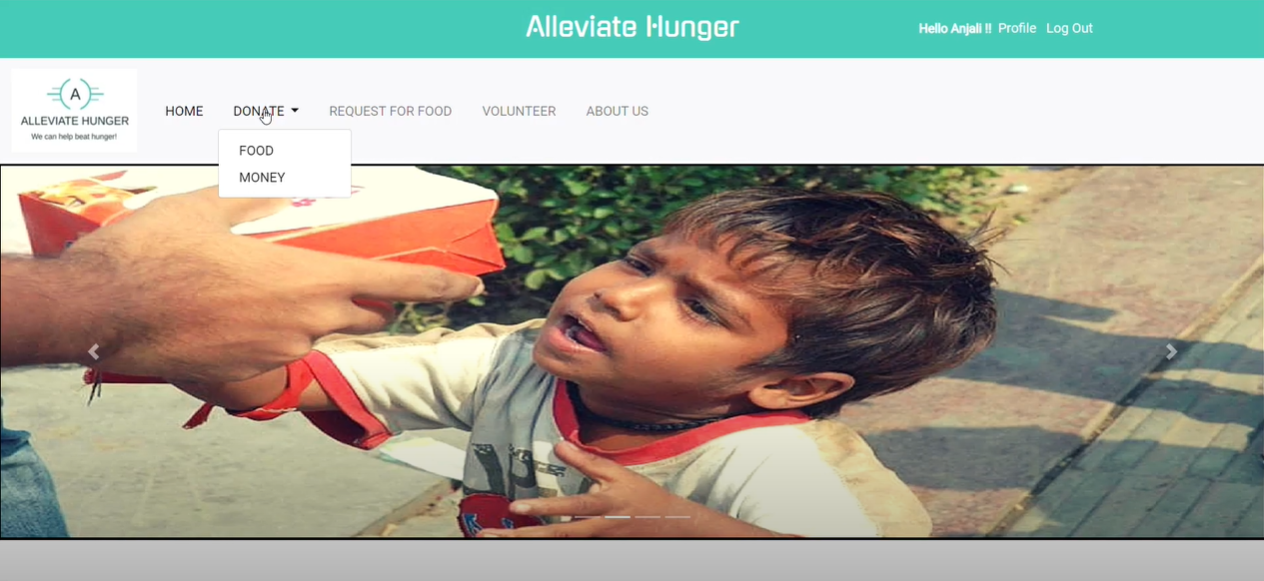 Alleviate Hunger
Hello Anjali !! Profile Log Out
A
ALLEVIATE HUNGER
We can help beat hunger!
HOME DONATE REQUEST FOR FOOD VOLUNTEER ABOUT US
FOOD
MONEY